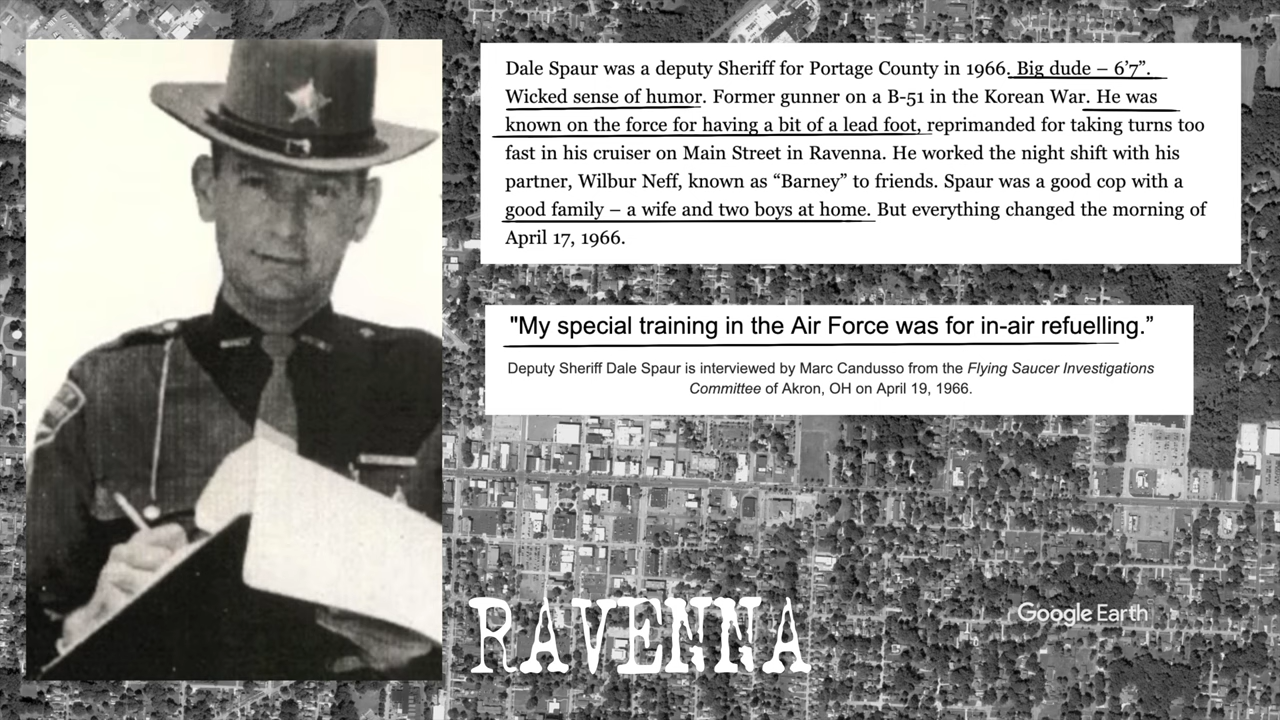 Dale Spaur was a deputy Sheriff for Portage County in 1966. Big dude – 6’7”.
Wicked sense of humor. Former gunner on a B-51 in the Korean War. He was
known on the force for having a bit of a lead foot, reprimanded for taking turns too
fast in his cruiser on Main Street in Ravenna. He worked the night shift with his
partner, Wilbur Neff, known as “Barney” to friends. Spaur was a good cop with a
good family – a wife and two boys at home. But everything changed the morning of
April 17, 1966.
"My special training in the Air Force was for in-air refuelling.”
Deputy Sheriff Dale Spaur is interviewed by Marc Candusso from the Flying Saucer Investigations
Committee of Akron, OH on April 19, 1966.
RAVENNA
Google Earth